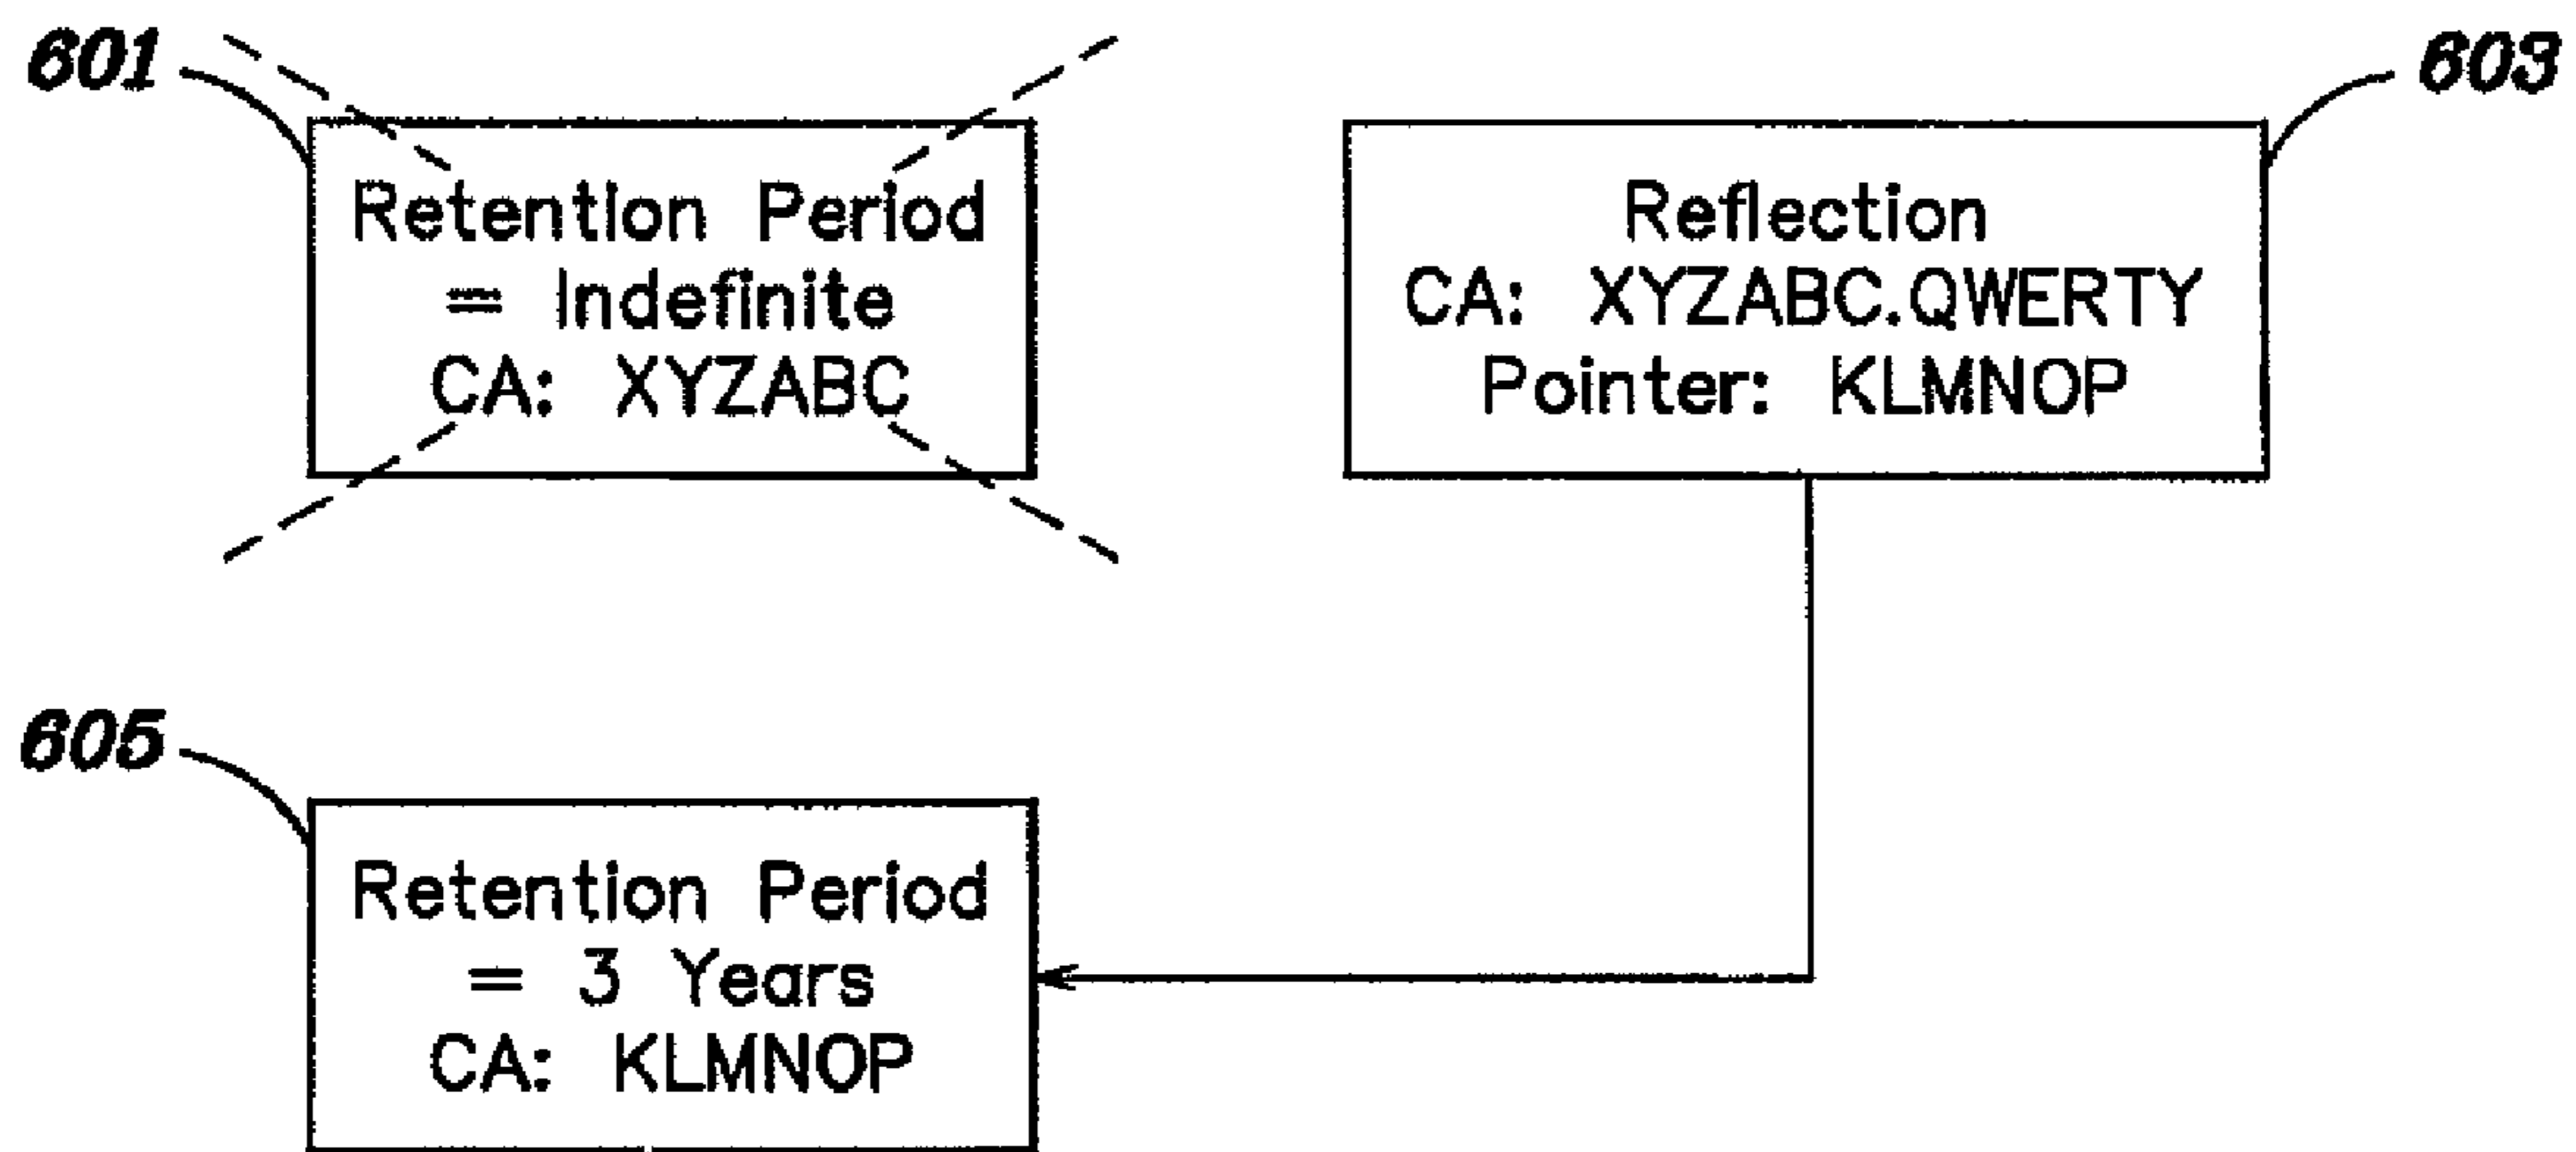 601
Retention Period
= Indefinite
CA: XYZABC
603
Reflection
CA: XYZABC.QWERTY
Pointer: KLMNOP
605
Retention Period
= 3 Years
CA: KLMNOP